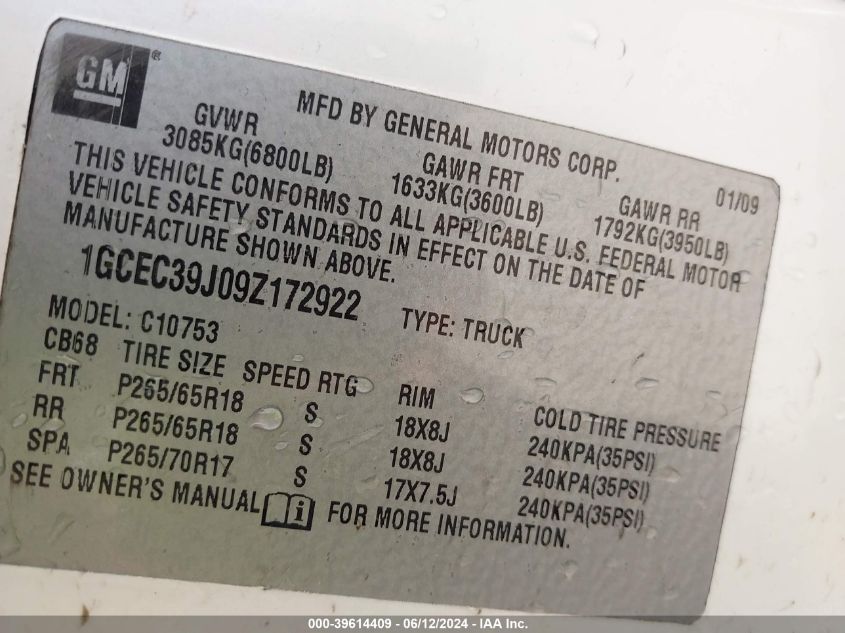 GM®
MFD BY GENERAL MOTORS CORP. 01/09
GVWR GAWR FRT GAWR RR
3085KG(6800LB) 1633KG(3600LB) 1792KG(3950LB)
THIS VEHICLE CONFORMS TO ALL APPLICABLE U.S. FEDERAL MOTOR
VEHICLE SAFETY STANDARDS IN EFFECT ON THE DATE OF
MANUFACTURE SHOWN ABOVE.
1GCEC39J09Z172922 TYPE: TRUCK
MODEL: C10753
CB68 TIRE SIZE SPEED RTG RIM COLD TIRE PRESSURE
FRT P265/65R18 S 18X8J 240KPA(35PSI)
RR P265/65R18 S 18X8J 240KPA(35PSI)
SPA P265/70R17 S 17X7.5J 240KPA(35PSI)
SEE OWNER'S MANUAL i FOR MORE INFORMATION.
000-39614409 - 06/12/2024 - IAA Inc.